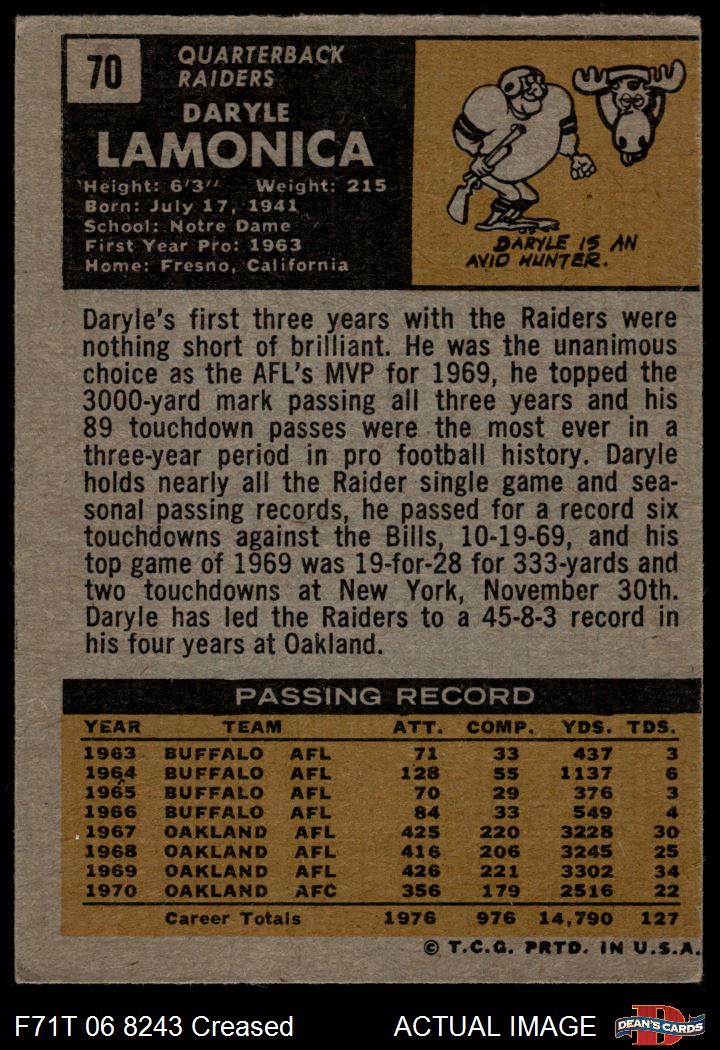 70
QUARTERBACK
RAIDERS
DARYLE
LAMONICA
Height: 6'3" Weight: 215
Born: July 17, 1941
School: Notre Dame
First Year Pro: 1963
Home: Fresno, California
DARYLE IS AN
AVID HUNTER.
Daryle's first three years with the Raiders were
nothing short of brilliant. He was the unanimous
choice as the AFL's MVP for 1969, he topped the
3000-yard mark passing all three years and his
89 touchdown passes were the most ever in a
three-year period in pro football history. Daryle
holds nearly all the Raider single game and sea-
sonal passing records, he passed for a record six
touchdowns against the Bills, 10-19-69, and his
top game of 1969 was 19-for-28 for 333-yards and
two touchdowns at New York, November 30th.
Daryle has led the Raiders to a 45-8-3 record in
his four years at Oakland.
PASSING RECORD
YEAR TEAM ATT. COMP. YDS. TDS.
1963 BUFFALO AFL 71 33 437 3
1964 BUFFALO AFL 128 55 1137 6
1965 BUFFALO AFL 70 29 376 3
1966 BUFFALO AFL 84 33 549 4
1967 OAKLAND AFL 425 220 3228 30
1968 OAKLAND AFL 416 206 3245 25
1969 OAKLAND AFL 426 221 3302 34
1970 OAKLAND AFC 356 179 2516 22
Career Totals 1976 976 14,790 127
© T.C.G. PRTD. IN U.S.A.
F71T 06 8243 Creased ACTUAL IMAGE
D
DEAN'S CARDS